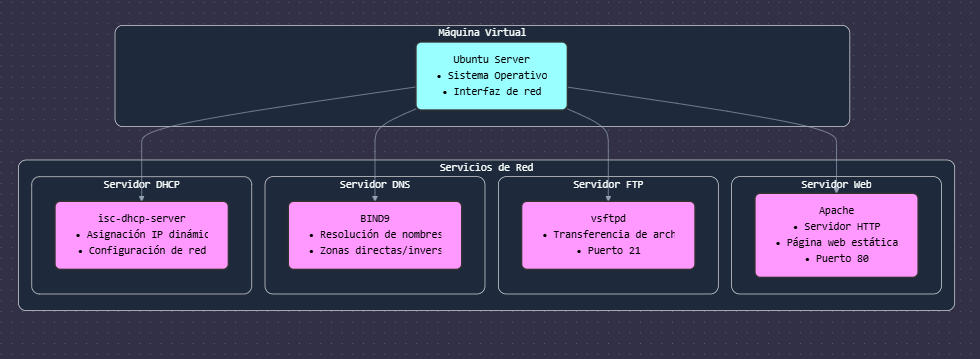 Máquina Virtual
Ubuntu Server
• Sistema Operativo
• Interfaz de red
Servicios de Red
Servidor DHCP
isc-dhcp-server
• Asignación IP dinámic
• Configuración de red
Servidor DNS
BIND9
• Resolución de nombres
• Zonas directas/invers
Servidor FTP
vsftpd
• Transferencia de arch
• Puerto 21
Servidor Web
Apache
• Servidor HTTP
• Página web estática
• Puerto 80